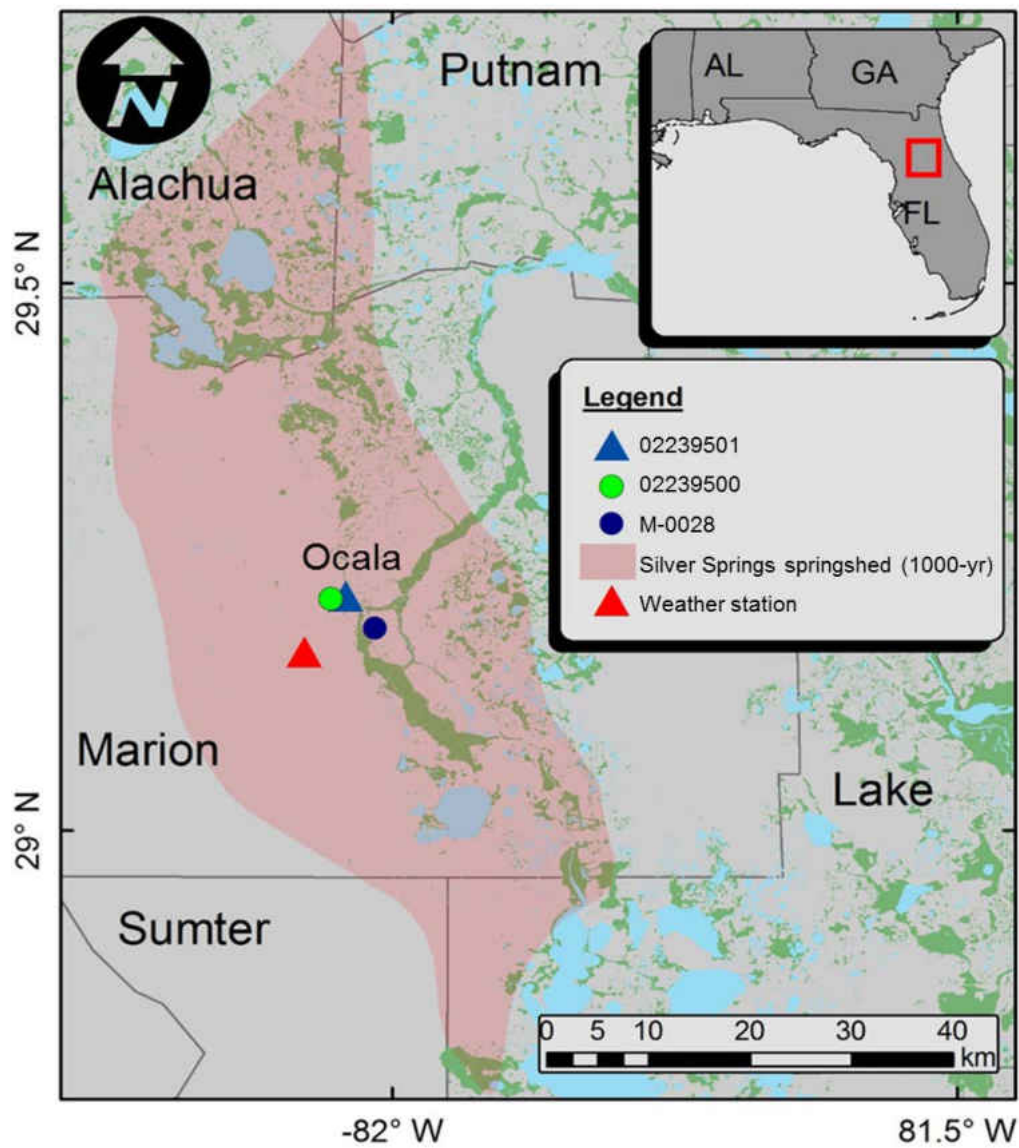 N
Putnam
Alachua
AL
GA
FL
29.5° N
Legend
02239501
02239500
M-0028
Silver Springs springshed (1000-yr)
Weather station
Ocala
Marion
Lake
29° N
Sumter
0 5 10 20 30 40
km
-82° W
81.5° W